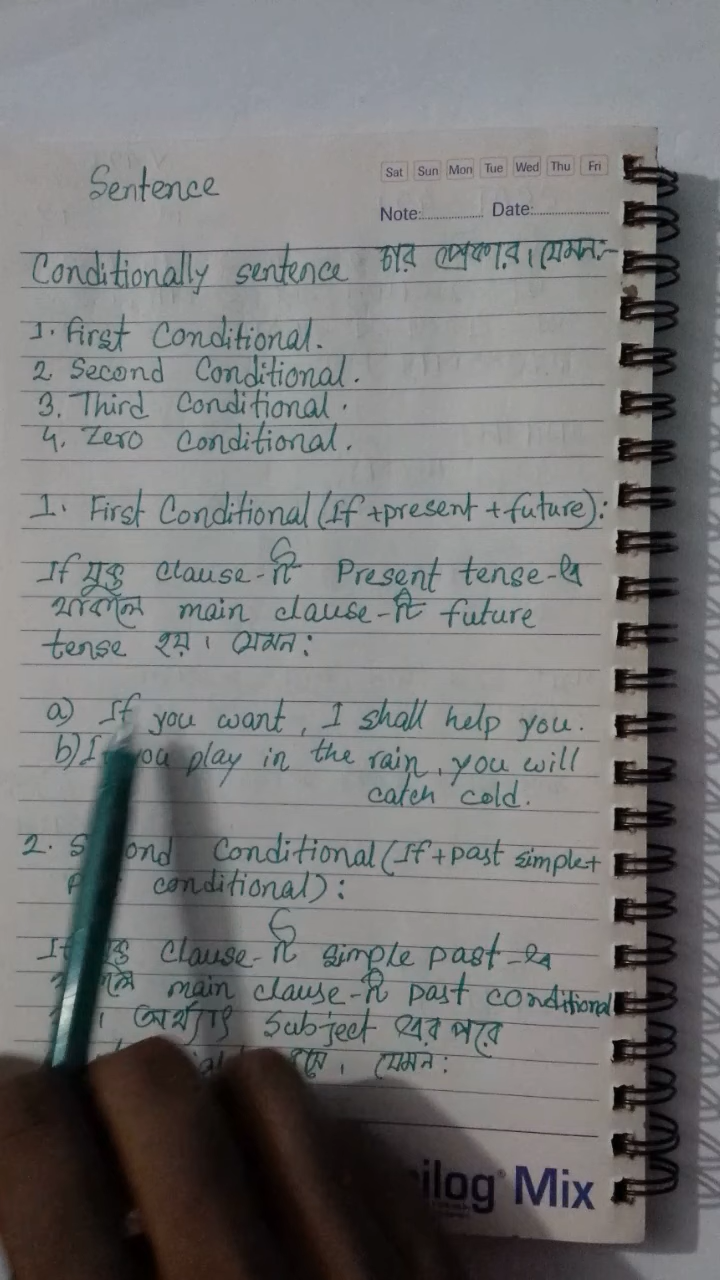 Sentence
Sat Sun Mon Tue Wed Thu Fri
Note: Date:
Conditionally sentence চার প্রেকার। যেমন:-
1. First Conditional.
2 Second Conditional.
3. Third Conditional.
4. Zero Conditional.
1. First Conditional (If+present+future):
If যুক্ত clause-টি Present tense-এ
থাকলে main clause-টি future
tense হয়। যেমন:
a) If you want, I shall help you.
b) If you play in the rain, you will
catch cold.
2. Second Conditional (If+past simple+
conditional):
If যুক্ত clause-টি simple past-এ
main clause-টি past conditional
অর্থ্যাৎ subject এর পরে
যেমন:
ilog Mix